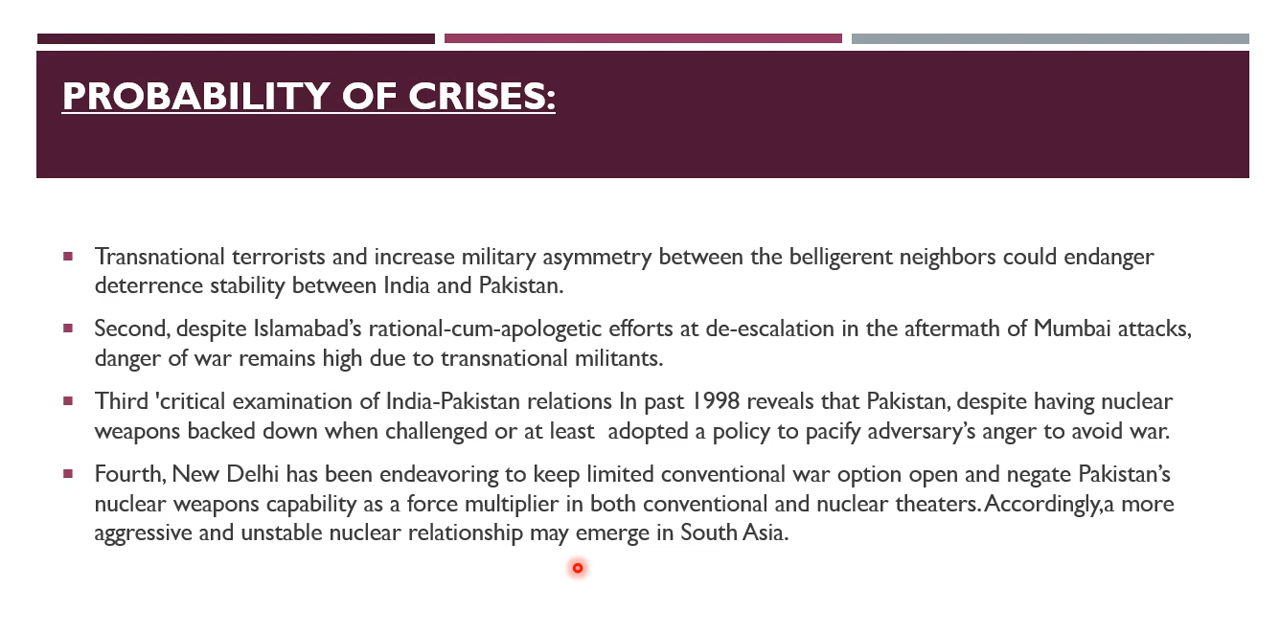 PROBABILITY OF CRISES:
Transnational terrorists and increase military asymmetry between the belligerent neighbors could endanger
deterrence stability between India and Pakistan.
Second, despite Islamabad's rational-cum-apologetic efforts at de-escalation in the aftermath of Mumbai attacks,
danger of war remains high due to transnational militants.
Third 'critical examination of India-Pakistan relations In past 1998 reveals that Pakistan, despite having nuclear
weapons backed down when challenged or at least  adopted a policy to pacify adversary's anger to avoid war.
Fourth, New Delhi has been endeavoring to keep limited conventional war option open and negate Pakistan's
nuclear weapons capability as a force multiplier in both conventional and nuclear theaters. Accordingly,a more
aggressive and unstable nuclear relationship may emerge in South Asia.